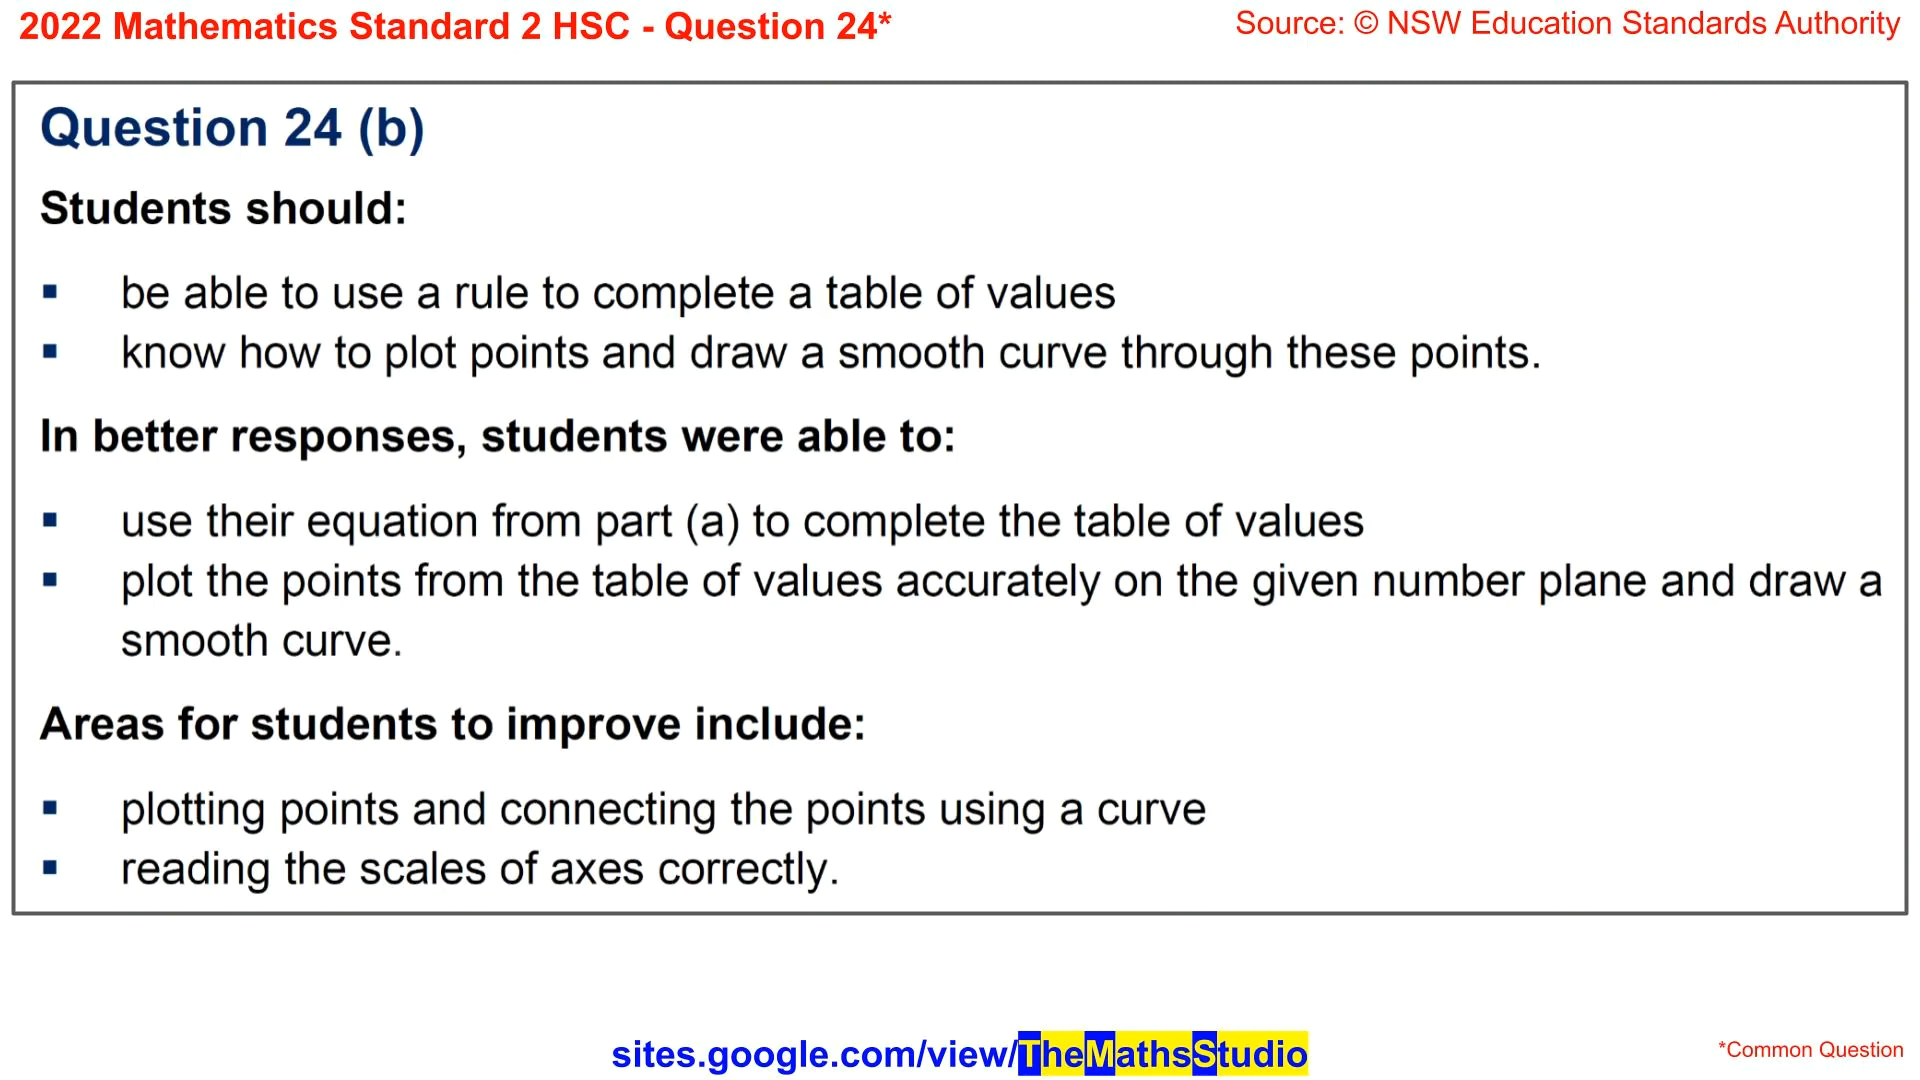 2022 Mathematics Standard 2 HSC - Question 24*
Source: © NSW Education Standards Authority
Question 24 (b)
Students should:
▪ be able to use a rule to complete a table of values
▪ know how to plot points and draw a smooth curve through these points.
In better responses, students were able to:
▪ use their equation from part (a) to complete the table of values
▪ plot the points from the table of values accurately on the given number plane and draw a
smooth curve.
Areas for students to improve include:
▪ plotting points and connecting the points using a curve
▪ reading the scales of axes correctly.
sites.google.com/view/TheMathsStudio
*Common Question